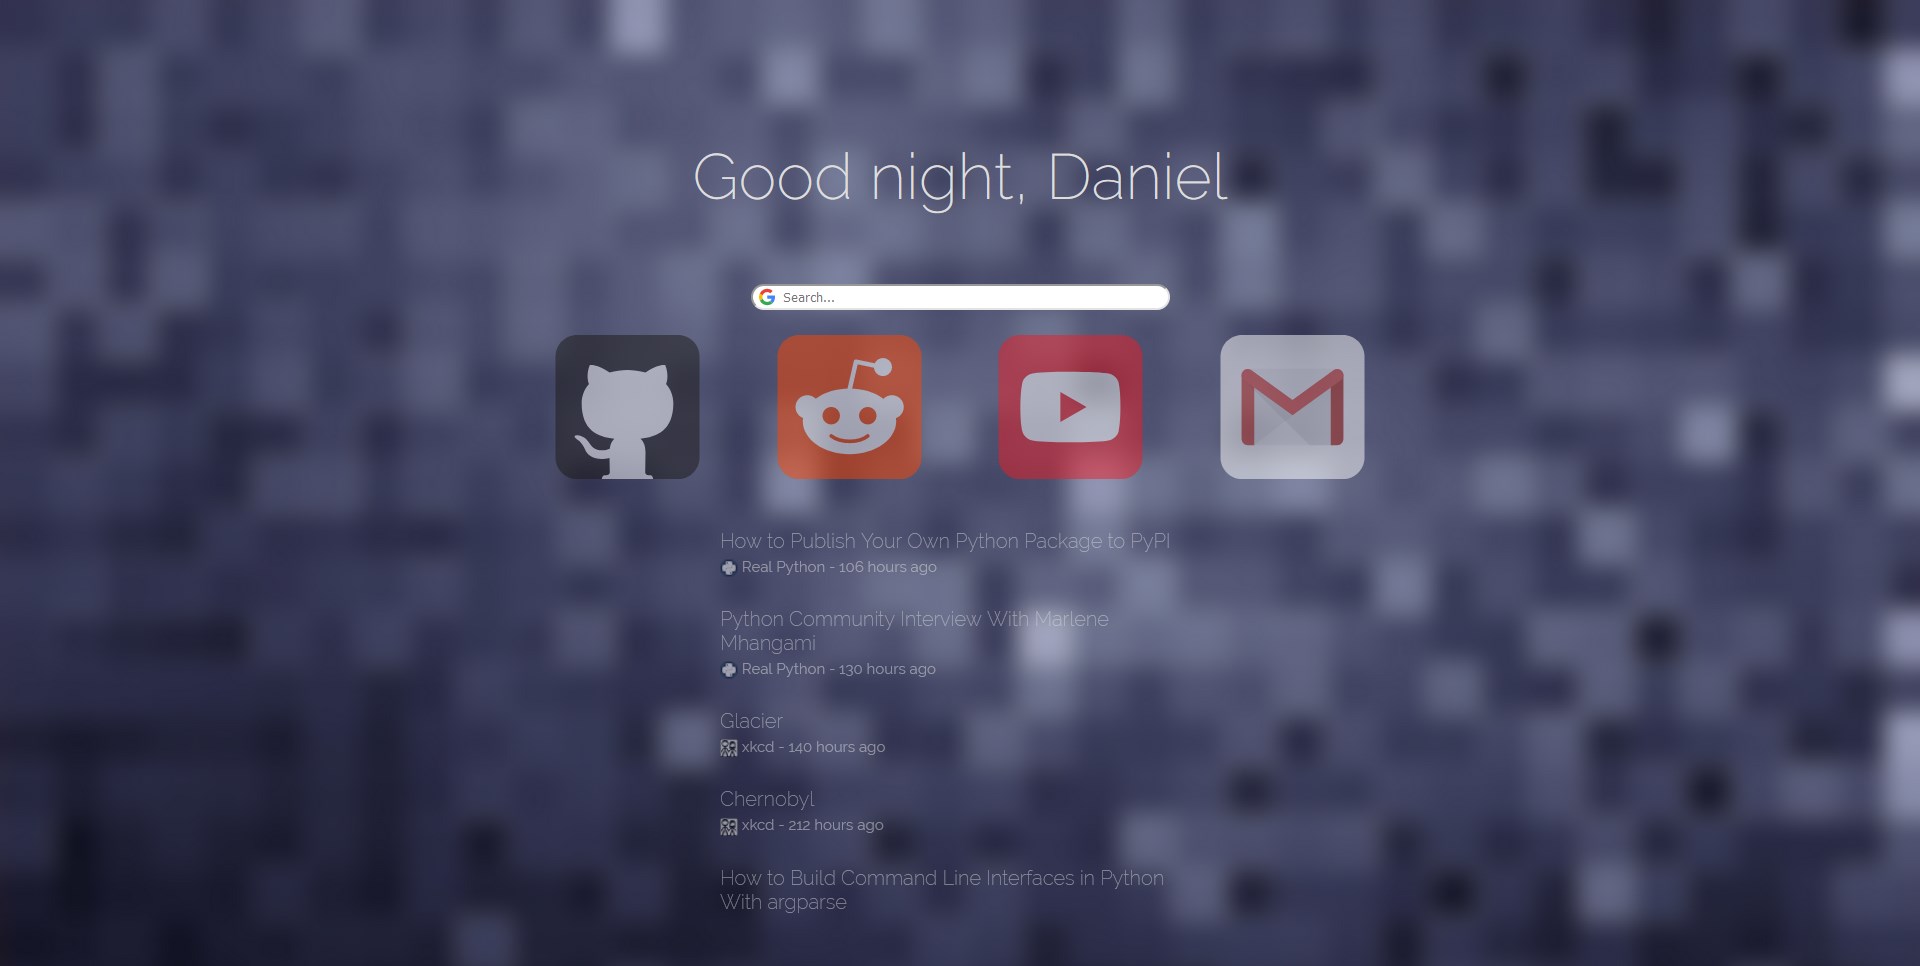 Good night, Daniel
Search...
How to Publish Your Own Python Package to PyPI
Real Python - 106 hours ago
Python Community Interview With Marlene
Mhangami
Real Python - 130 hours ago
Glacier
xkcd - 140 hours ago
Chernobyl
xkcd - 212 hours ago
How to Build Command Line Interfaces in Python
With argparse